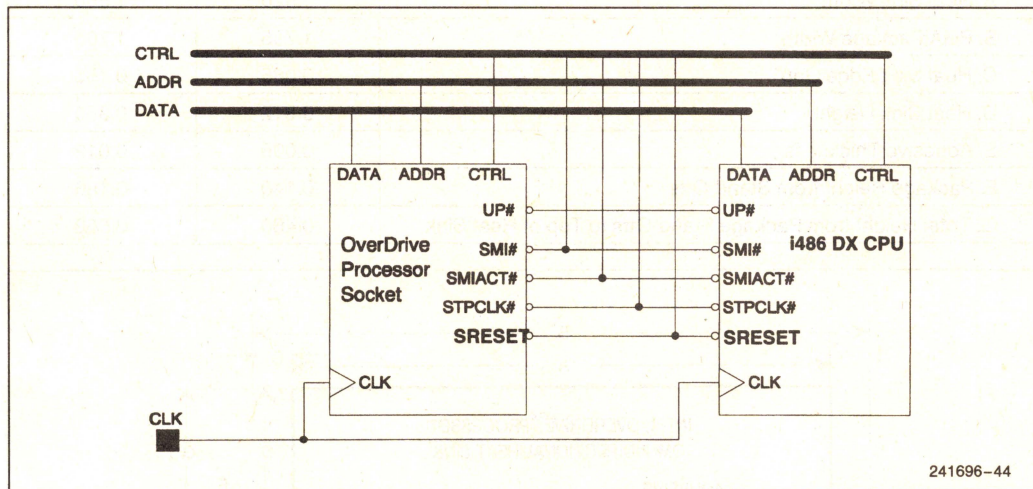 CTRL
ADDR
DATA
DATA ADDR CTRL
UP#
OverDrive
Processor
Socket
SMI#
SMIACT#
STPCLK#
SRESET
CLK
DATA ADDR CTRL
UP#
i486 DX CPU
SMI#
SMIACT#
STPCLK#
SRESET
CLK
CLK
241696-44